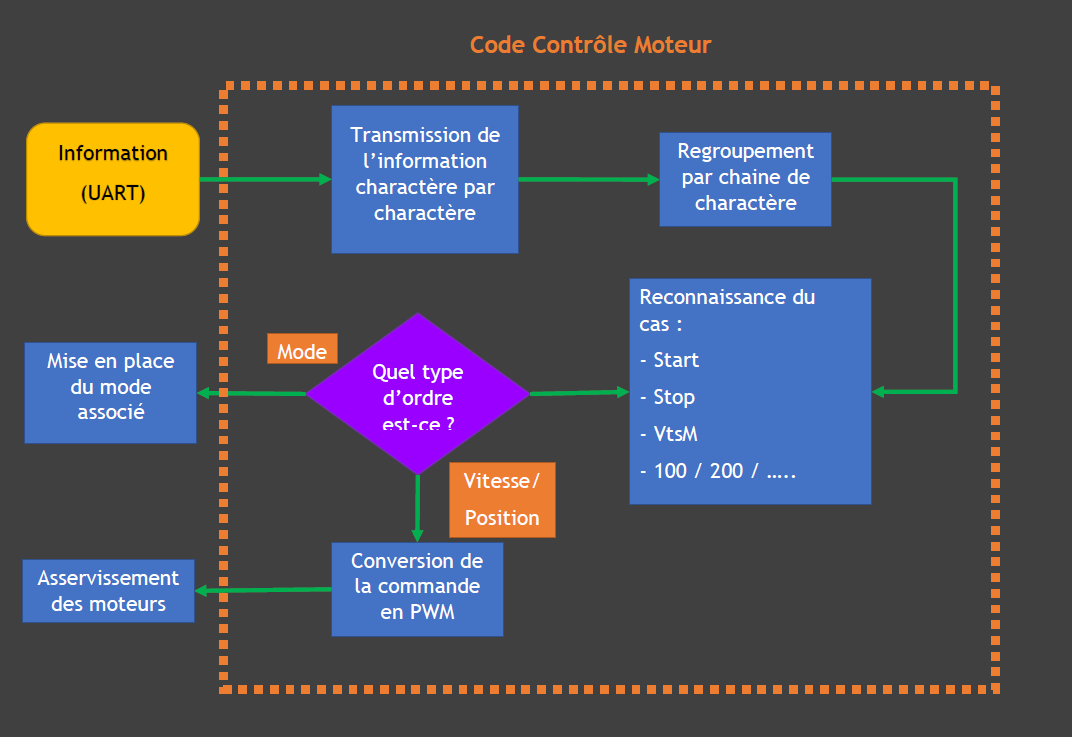 Code Contrôle Moteur
Information
(UART)
Transmission de
l’information
charactère par
charactère
Regroupement
par chaine de
charactère
Reconnaissance du
cas :
- Start
- Stop
- VtsM
- 100 / 200 / …..
Mode
Quel type
d’ordre
est-ce ?
Mise en place
du mode
associé
Vitesse/
Position
Conversion de
la commande
en PWM
Asservissement
des moteurs